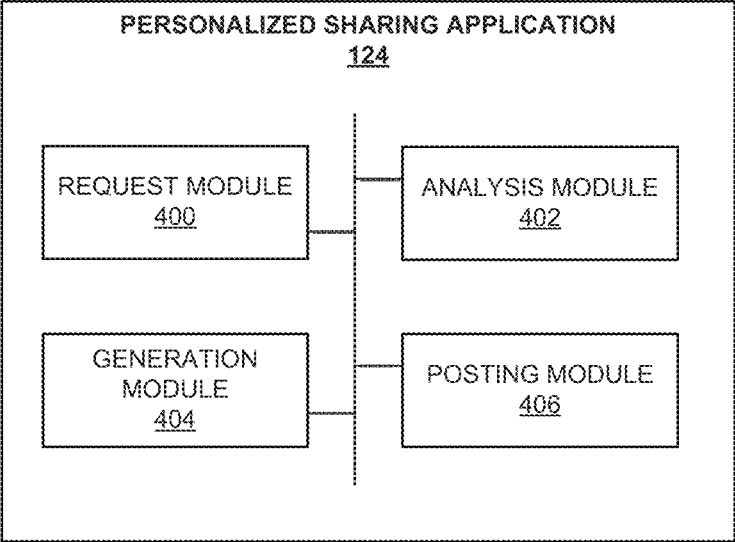 PERSONALIZED SHARING APPLICATION
124
REQUEST MODULE
400
ANALYSIS MODULE
402
GENERATION
MODULE
404
POSTING MODULE
406